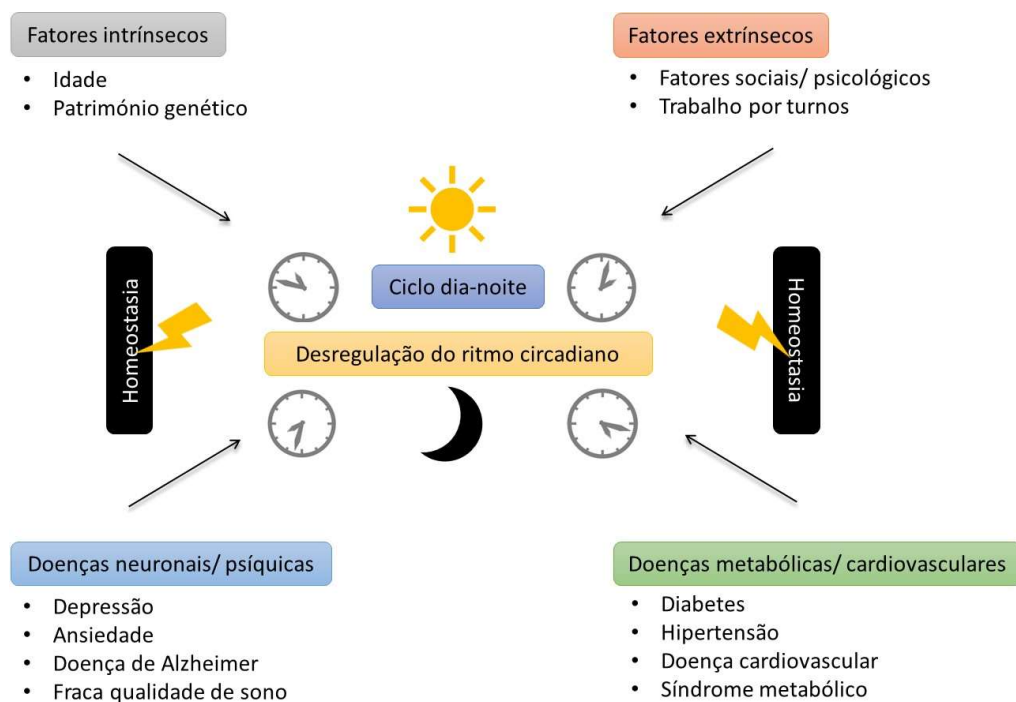 Fatores intrínsecos
• Idade
• Património genético
Fatores extrínsecos
• Fatores sociais/ psicológicos
• Trabalho por turnos
Homeostasia
Ciclo dia-noite
Desregulação do ritmo circadiano
Homeostasia
Doenças neuronais/ psíquicas
• Depressão
• Ansiedade
• Doença de Alzheimer
• Fraca qualidade de sono
Doenças metabólicas/ cardiovasculares
• Diabetes
• Hipertensão
• Doença cardiovascular
• Síndrome metabólico